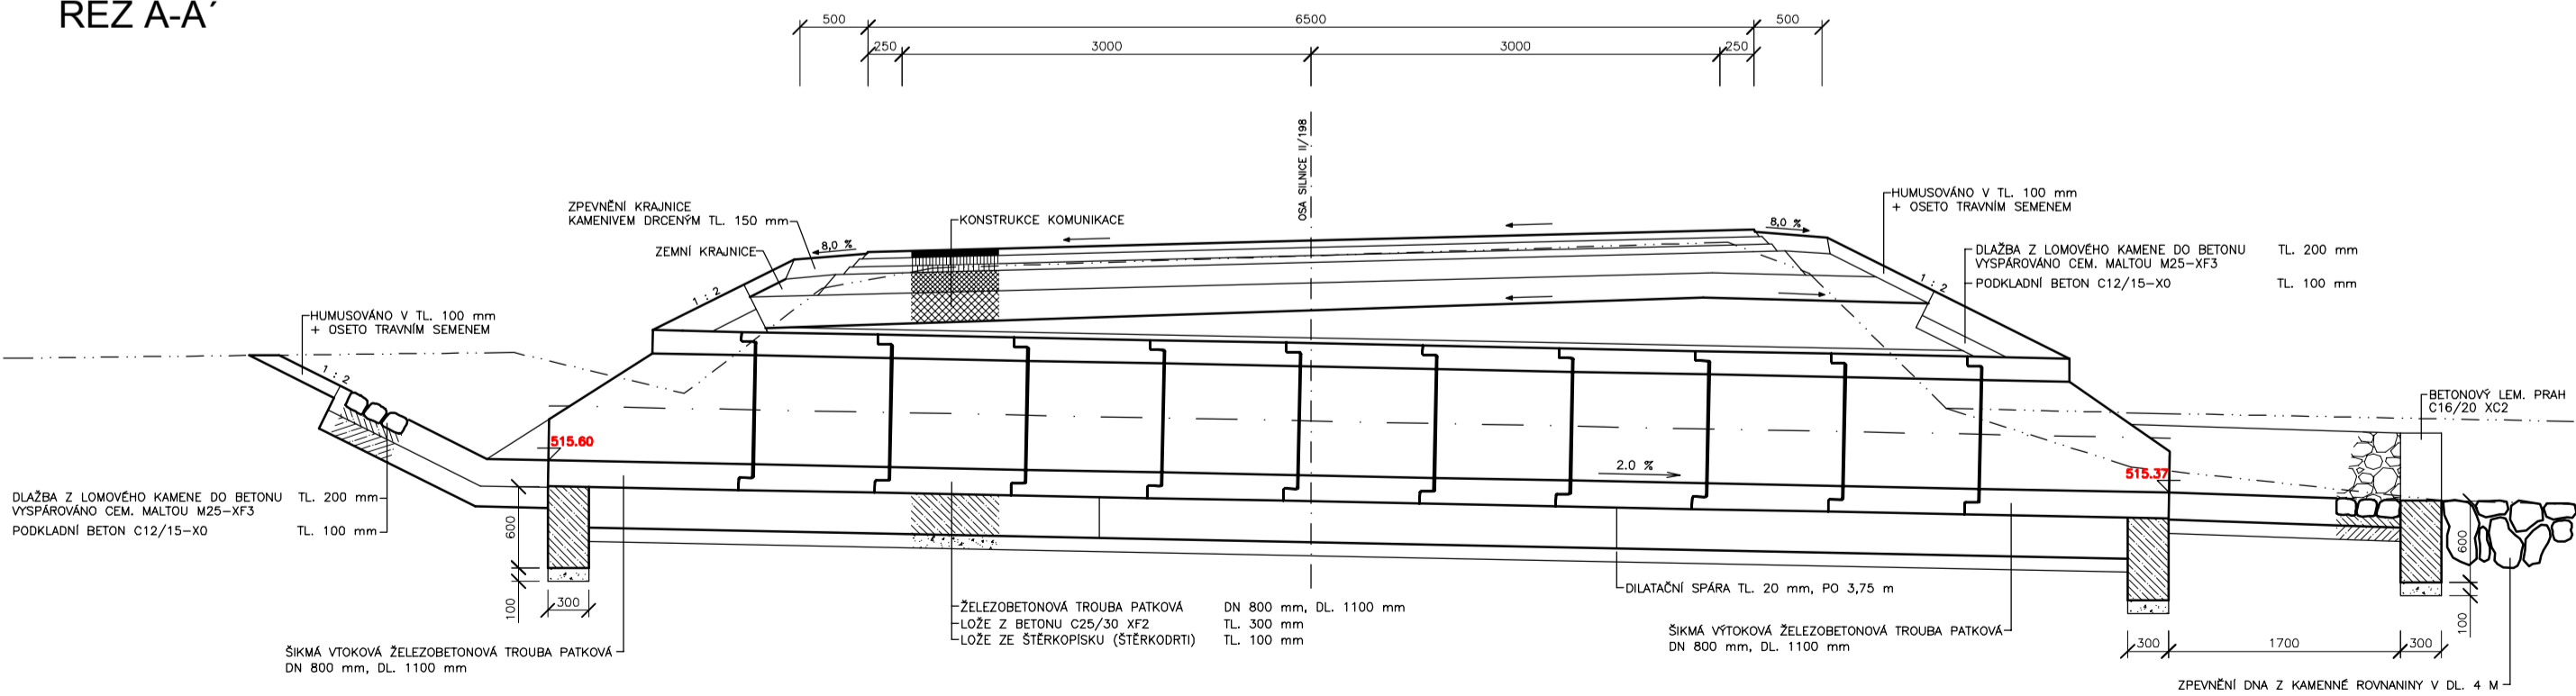 ŘEZ A-A´
500
6500
500
250
3000
3000
250
OSA SILNICE II/198
HUMUSOVÁNO V TL. 100 mm
+ OSETO TRAVNÍM SEMENEM
ZPEVNĚNÍ KRAJNICE
KAMENIVEM DRCENÝM TL. 150 mm
KONSTRUKCE KOMUNIKACE
8,0 %
8,0 %
ZEMNÍ KRAJNICE
DLAŽBA Z LOMOVÉHO KAMENE DO BETONU TL. 200 mm
VYSPÁROVÁNO CEM. MALTOU M25-XF3
PODKLADNÍ BETON C12/15-X0 TL. 100 mm
1 : 2
1 : 2
HUMUSOVÁNO V TL. 100 mm
+ OSETO TRAVNÍM SEMENEM
1 : 2
BETONOVÝ LEM. PRAH
C16/20 XC2
515.60
2.0 %
515.37
DLAŽBA Z LOMOVÉHO KAMENE DO BETONU TL. 200 mm
VYSPÁROVÁNO CEM. MALTOU M25-XF3
PODKLADNÍ BETON C12/15-X0 TL. 100 mm
600
100
300
600
100
DILATAČNÍ SPÁRA TL. 20 mm, PO 3,75 m
ŽELEZOBETONOVÁ TROUBA PATKOVÁ DN 800 mm, DL. 1100 mm
LOŽE Z BETONU C25/30 XF2 TL. 300 mm
LOŽE ZE ŠTĚRKOPÍSKU (ŠTĚRKODRTI) TL. 100 mm
ŠIKMÁ VÝTOKOVÁ ŽELEZOBETONOVÁ TROUBA PATKOVÁ
DN 800 mm, DL. 1100 mm
300
1700
300
ŠIKMÁ VTOKOVÁ ŽELEZOBETONOVÁ TROUBA PATKOVÁ
DN 800 mm, DL. 1100 mm
ZPEVNĚNÍ DNA Z KAMENNÉ ROVNANINY V DL. 4 M